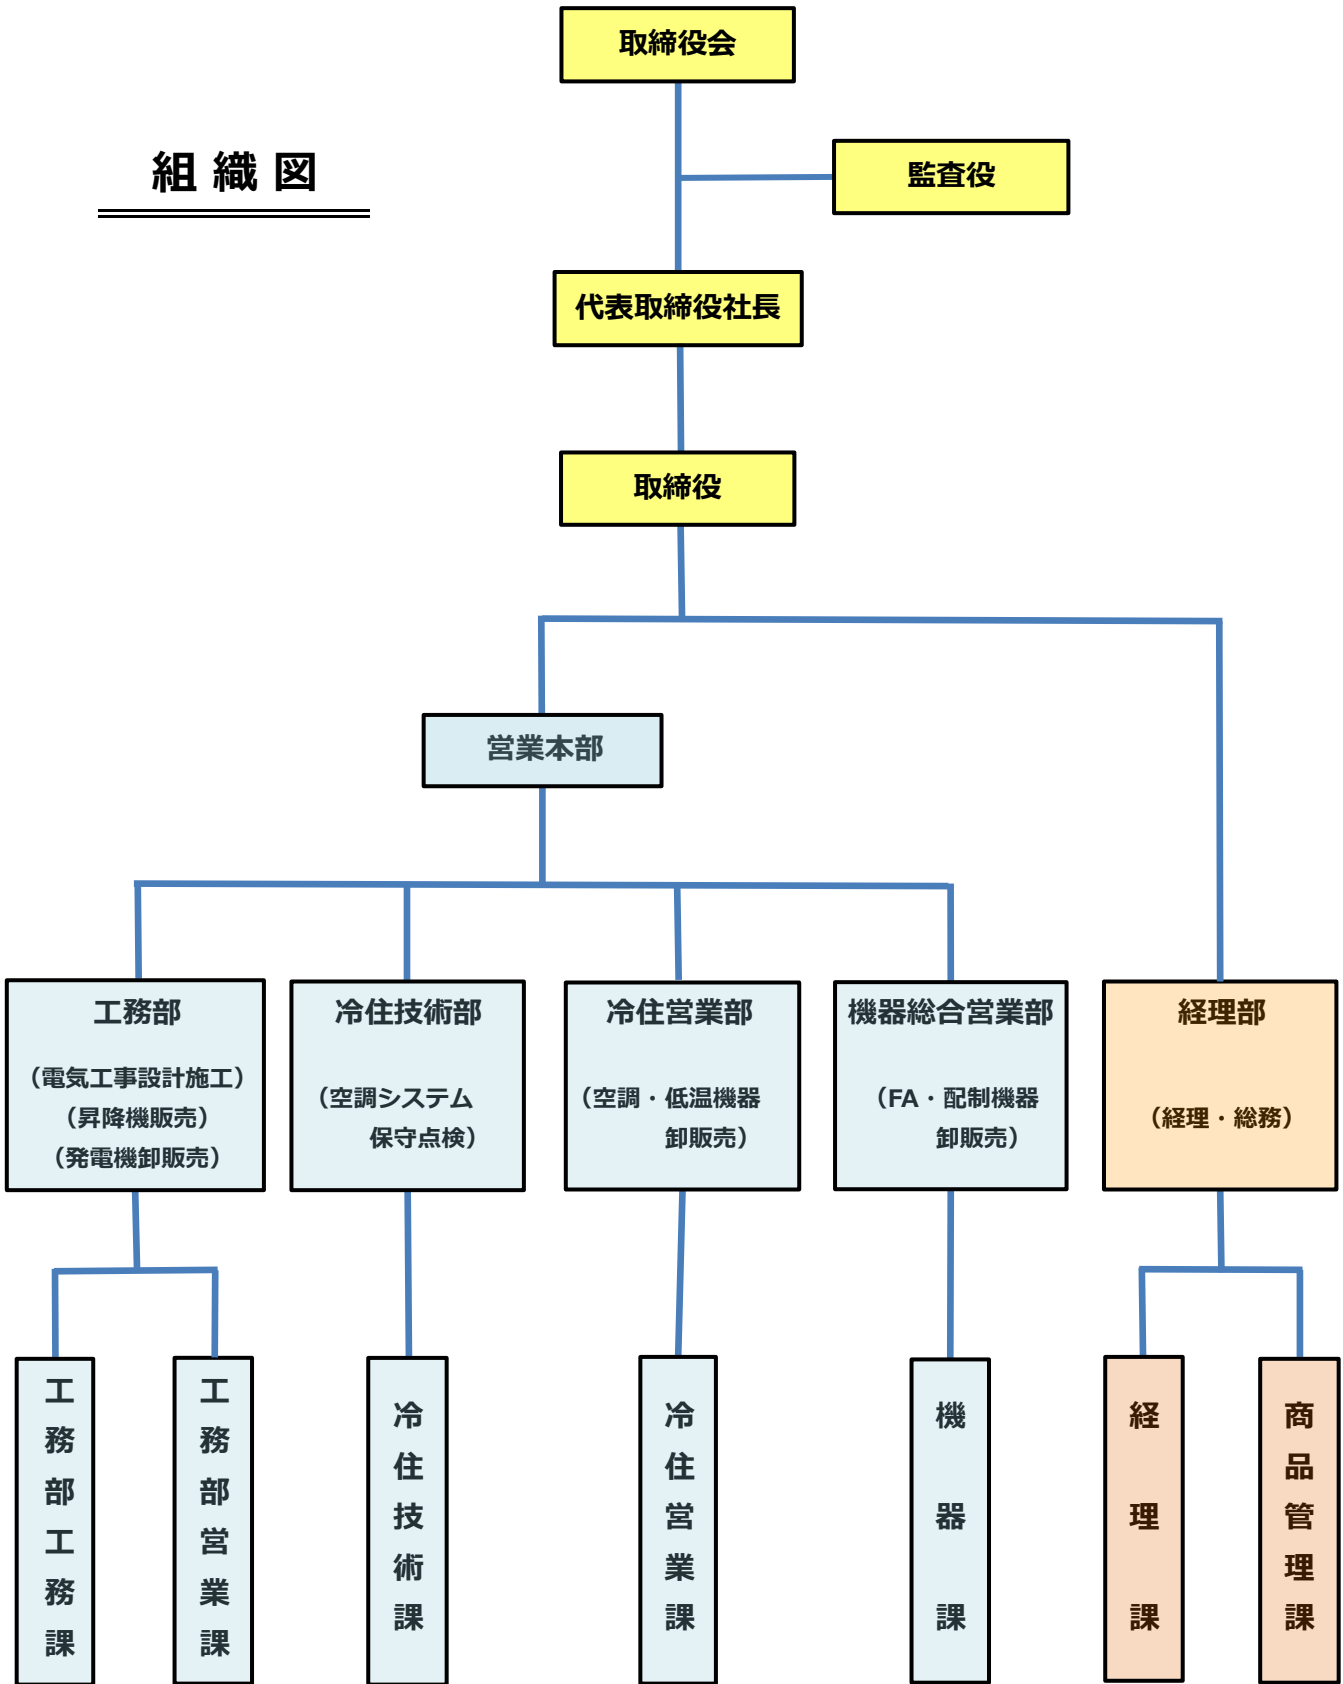 取締役会
組織図
監査役
代表取締役社長
取締役
営業本部
工務部
（電気工事設計施工）
（昇降機販売）
（発電機卸販売）
冷住技術部
（空調システム
保守点検）
冷住営業部
（空調・低温機器
卸販売）
機器総合営業部
（FA・配制機器
卸販売）
経理部
（経理・総務）
工務部工務課
工務部営業課
冷住技術課
冷住営業課
機器課
経理課
商品管理課